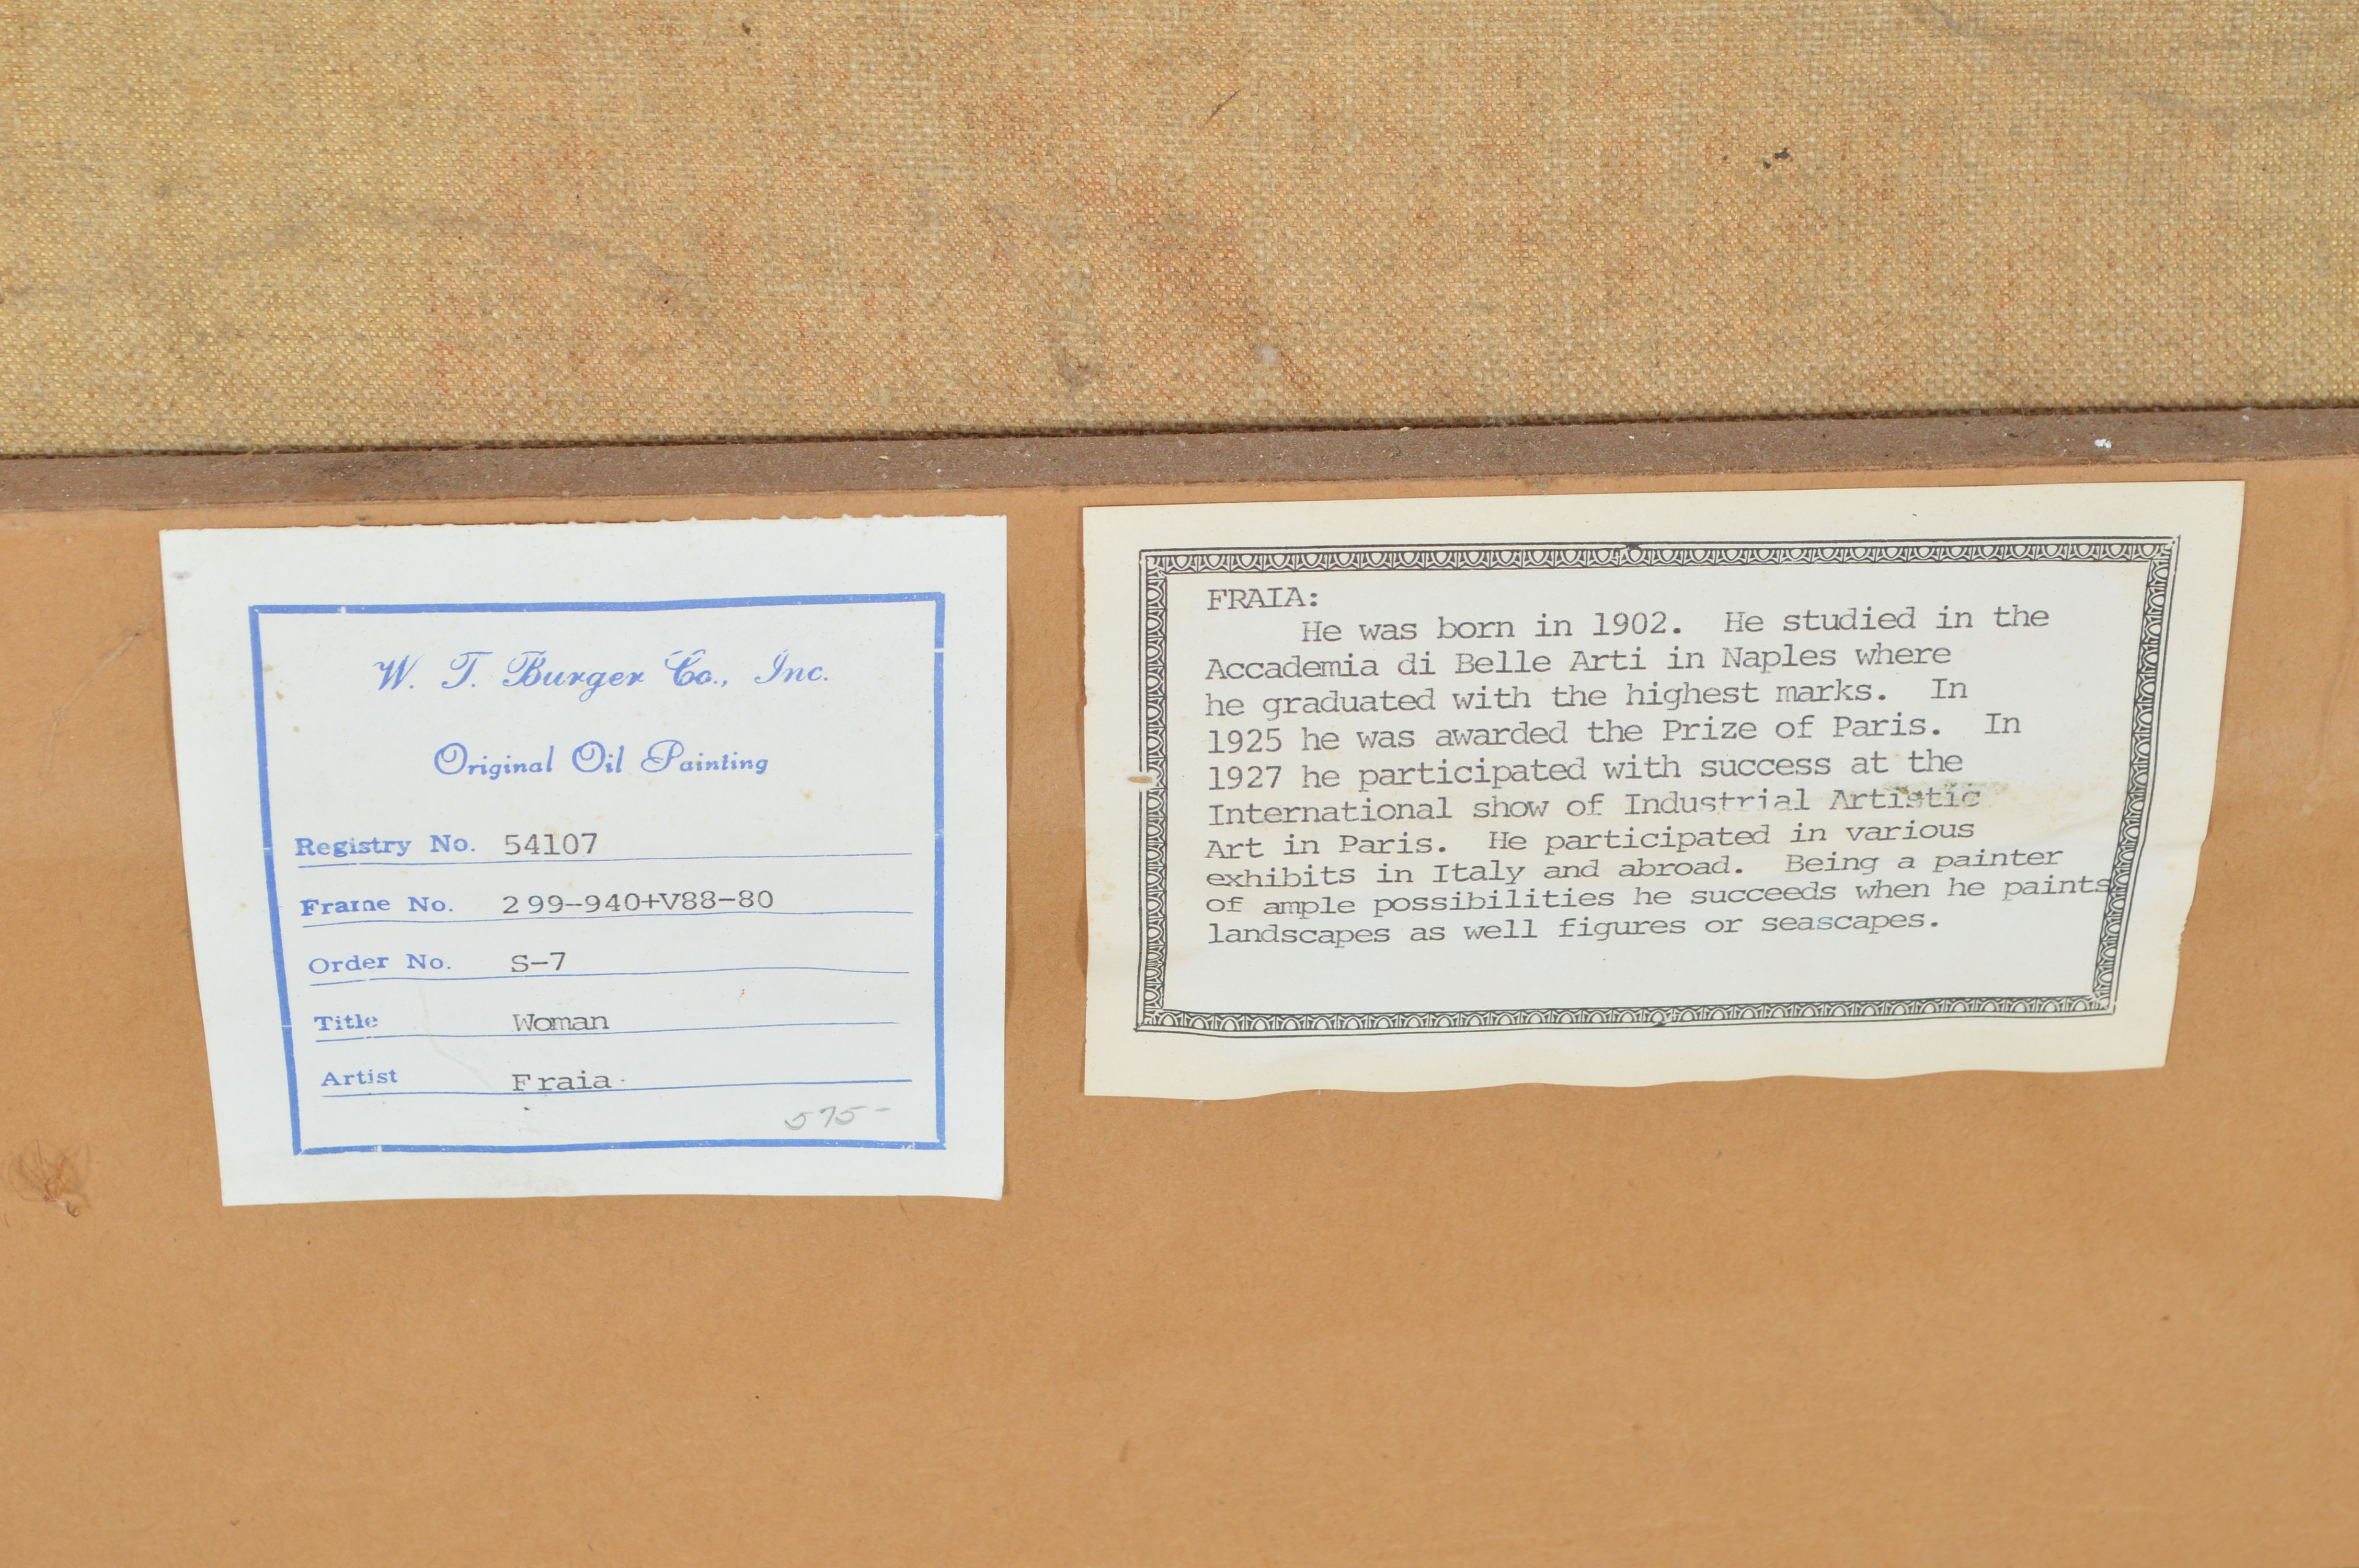 W. T. Burger Co., Inc.
Original Oil Painting
Registry No. 54107
Frame No. 299-940+V88-80
Order No. S-7
Title Woman
Artist Fraia
575-
FRAIA:
He was born in 1902. He studied in the
Accademia di Belle Arti in Naples where
he graduated with the highest marks. In
1925 he was awarded the Prize of Paris. In
1927 he participated with success at the
International show of Industrial Artistic
Art in Paris. He participated in various
exhibits in Italy and abroad. Being a painter
of ample possibilities he succeeds when he paints
landscapes as well figures or seascapes.